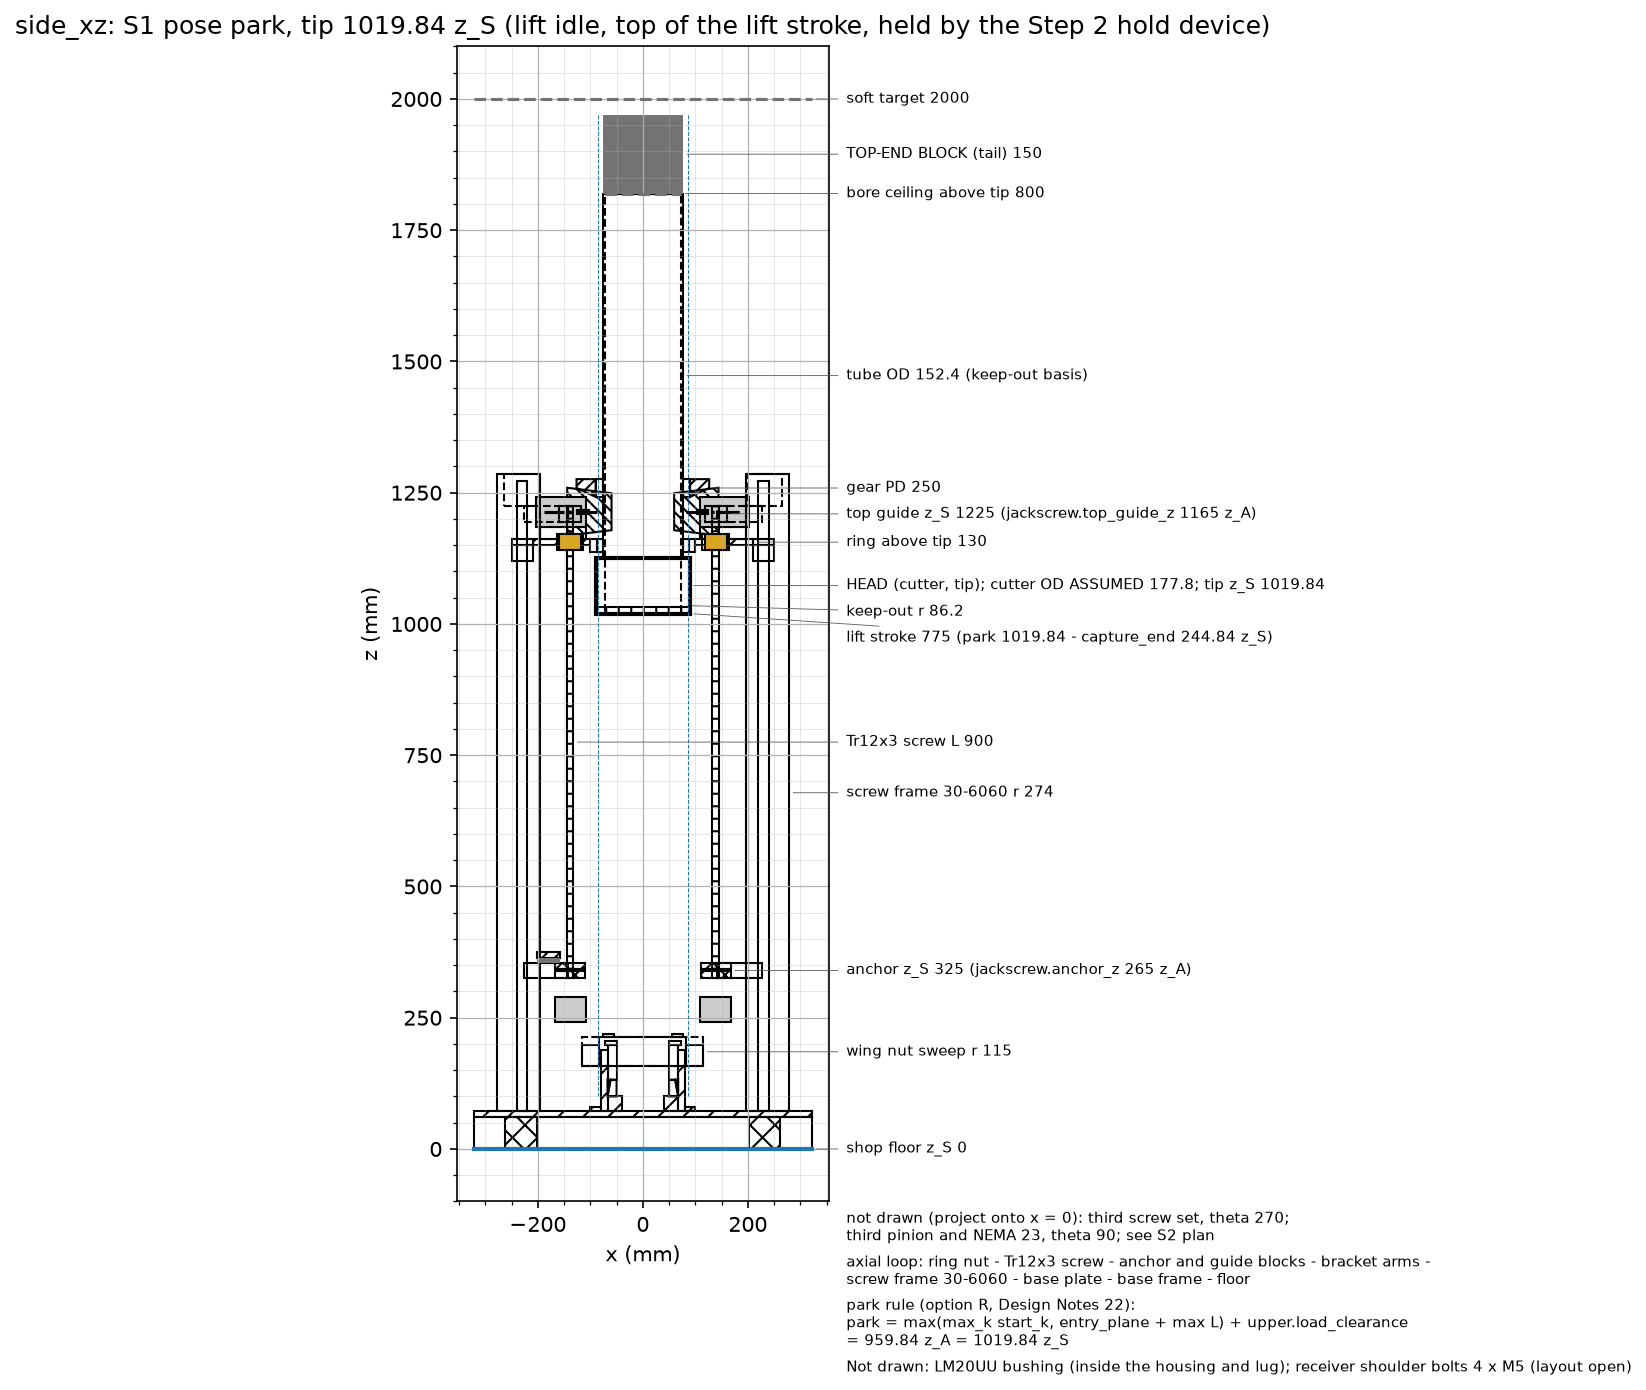 side_xz: S1 pose park, tip 1019.84 z_S (lift idle, top of the lift stroke, held by the Step 2 hold device)
2000
1750
1500
1250
1000
750
500
250
0
z (mm)
−200
0
200
x (mm)
soft target 2000
TOP-END BLOCK (tail) 150
bore ceiling above tip 800
tube OD 152.4 (keep-out basis)
gear PD 250
top guide z_S 1225 (jackscrew.top_guide_z 1165 z_A)
ring above tip 130
HEAD (cutter, tip); cutter OD ASSUMED 177.8; tip z_S 1019.84
keep-out r 86.2
lift stroke 775 (park 1019.84 - capture_end 244.84 z_S)
Tr12x3 screw L 900
screw frame 30-6060 r 274
anchor z_S 325 (jackscrew.anchor_z 265 z_A)
wing nut sweep r 115
shop floor z_S 0
not drawn (project onto x = 0): third screw set, theta 270;
third pinion and NEMA 23, theta 90; see S2 plan
axial loop: ring nut - Tr12x3 screw - anchor and guide blocks - bracket arms -
screw frame 30-6060 - base plate - base frame - floor
park rule (option R, Design Notes 22):
park = max(max_k start_k, entry_plane + max L) + upper.load_clearance
= 959.84 z_A = 1019.84 z_S
Not drawn: LM20UU bushing (inside the housing and lug); receiver shoulder bolts 4 x M5 (layout open)